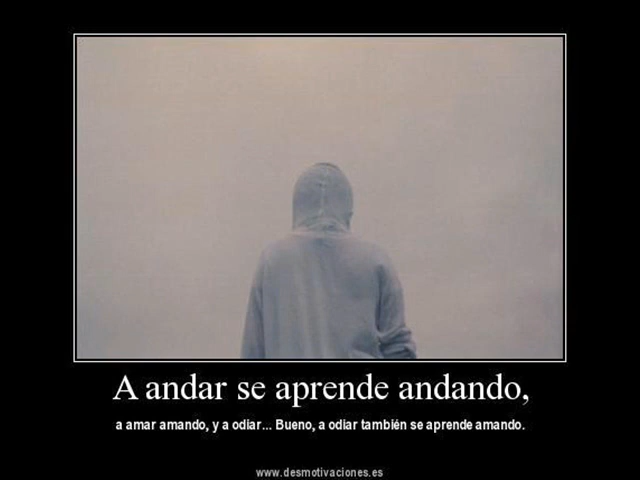 A andar se aprende andando,
a amar amando, y a odiar... Bueno, a odiar también se aprende amando.
www.desmotivaciones.es